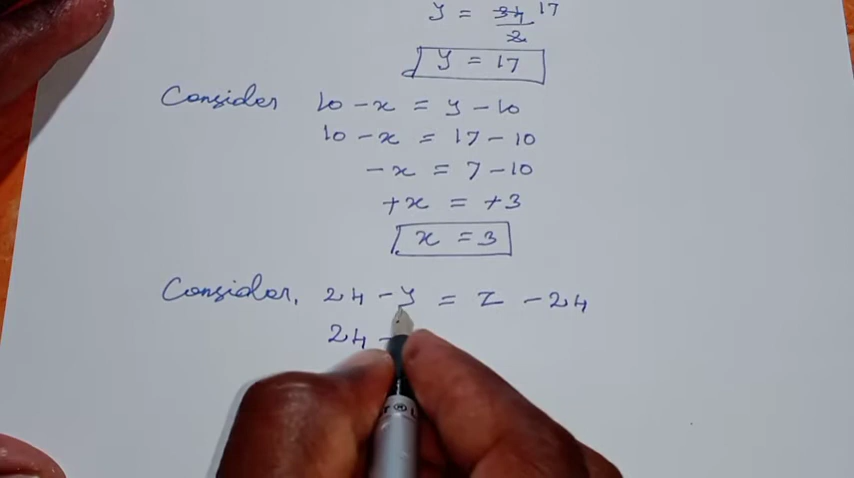 y = 34/2 17
y = 17
Consider 10 - x = y - 10
10 - x = 17 - 10
- x = 7 - 10
+x = +3
x = 3
Consider, 24 - y = z - 24
24 -